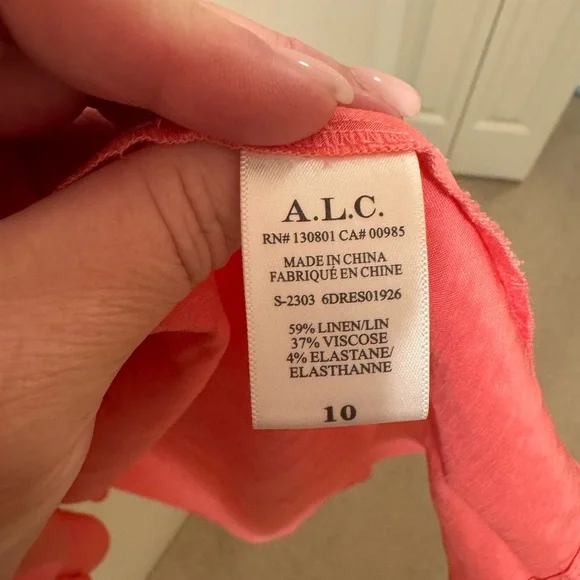 A.L.C.
RN# 130801 CA# 00985
MADE IN CHINA
FABRIQUÉ EN CHINE
S-2303 6DRES01926
59% LINEN/LIN
37% VISCOSE
4% ELASTANE/
ELASTHANNE
10